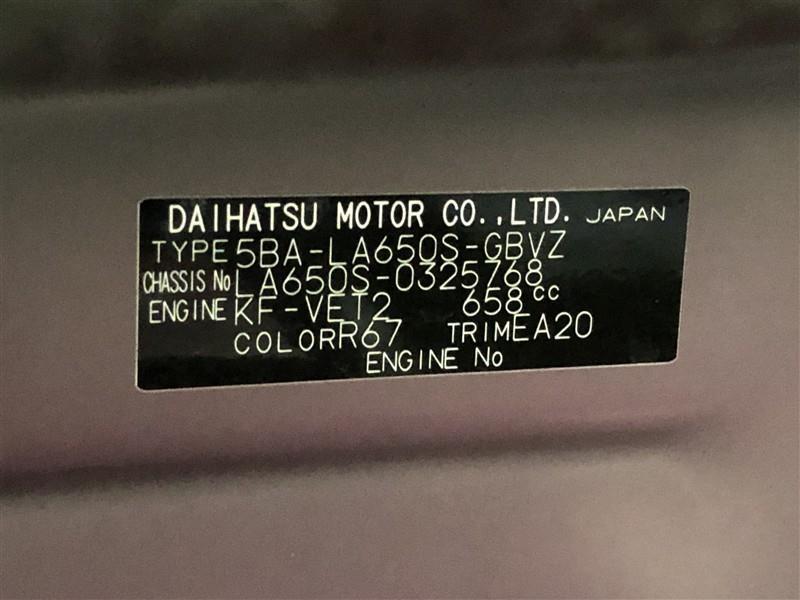 DAIHATSU MOTOR CO.,LTD. JAPAN
TYPE 5BA-LA650S-GBVZ
CHASSIS No LA650S-0325768
ENGINE KF-VET2 658cc
COLOR R67 TRIM EA20
ENGINE No